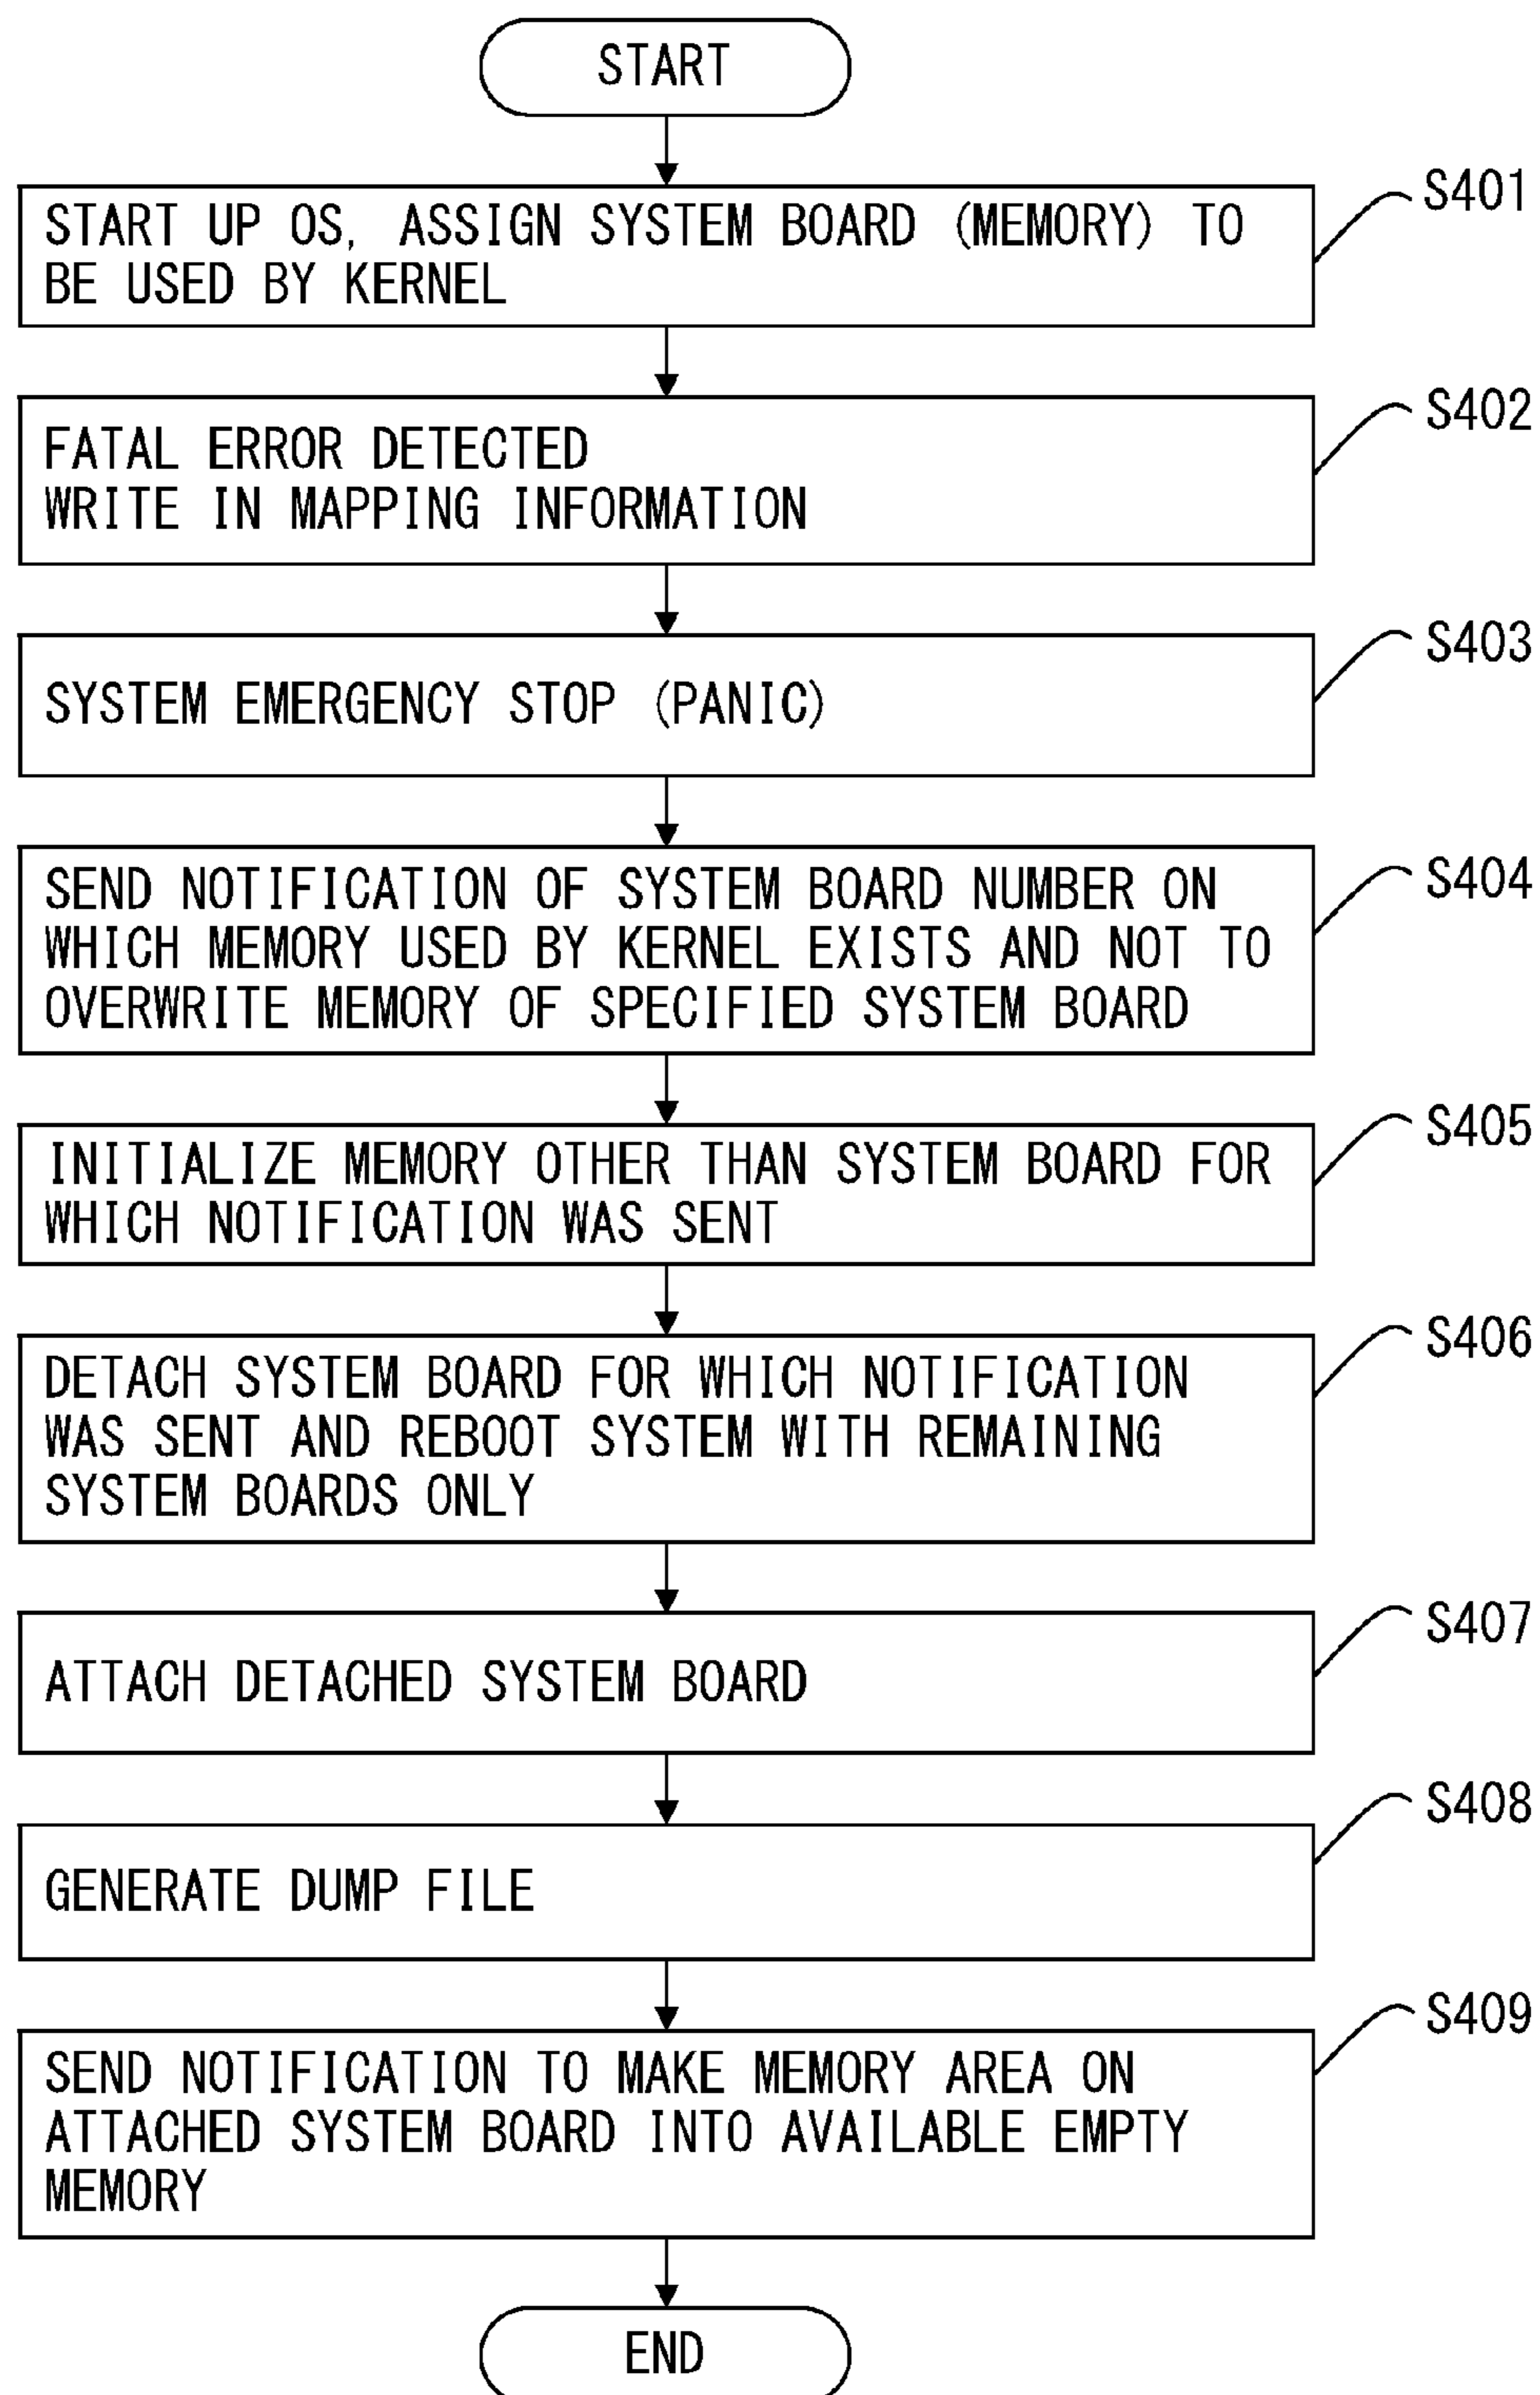 START
S401
START UP OS, ASSIGN SYSTEM BOARD (MEMORY) TO
BE USED BY KERNEL
S402
FATAL ERROR DETECTED
WRITE IN MAPPING INFORMATION
S403
SYSTEM EMERGENCY STOP (PANIC)
S404
SEND NOTIFICATION OF SYSTEM BOARD NUMBER ON
WHICH MEMORY USED BY KERNEL EXISTS AND NOT TO
OVERWRITE MEMORY OF SPECIFIED SYSTEM BOARD
S405
INITIALIZE MEMORY OTHER THAN SYSTEM BOARD FOR
WHICH NOTIFICATION WAS SENT
S406
DETACH SYSTEM BOARD FOR WHICH NOTIFICATION
WAS SENT AND REBOOT SYSTEM WITH REMAINING
SYSTEM BOARDS ONLY
S407
ATTACH DETACHED SYSTEM BOARD
S408
GENERATE DUMP FILE
S409
SEND NOTIFICATION TO MAKE MEMORY AREA ON
ATTACHED SYSTEM BOARD INTO AVAILABLE EMPTY
MEMORY
END